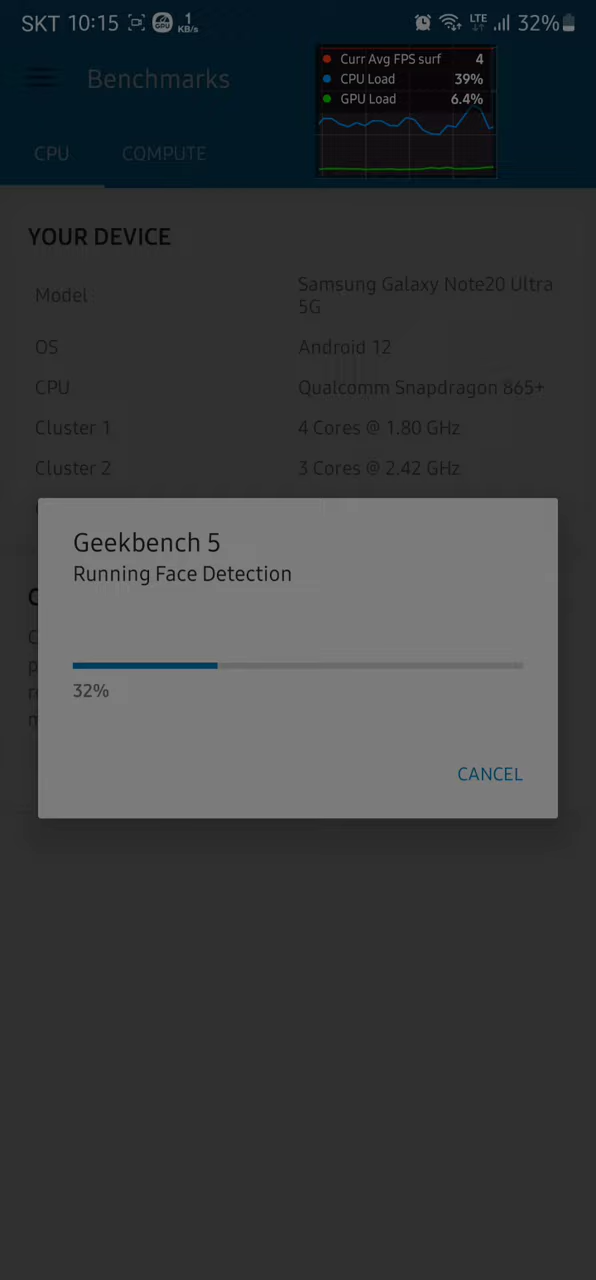 SKT 10:15 GPU 1 KB/s LTE 32%
Benchmarks
Curr Avg FPS surf 4
CPU Load 39%
GPU Load 6.4%
CPU COMPUTE
YOUR DEVICE
Model Samsung Galaxy Note20 Ultra
5G
OS Android 12
CPU Qualcomm Snapdragon 865+
Cluster 1 4 Cores @ 1.80 GHz
Cluster 2 3 Cores @ 2.42 GHz
Geekbench 5
Running Face Detection
32%
CANCEL